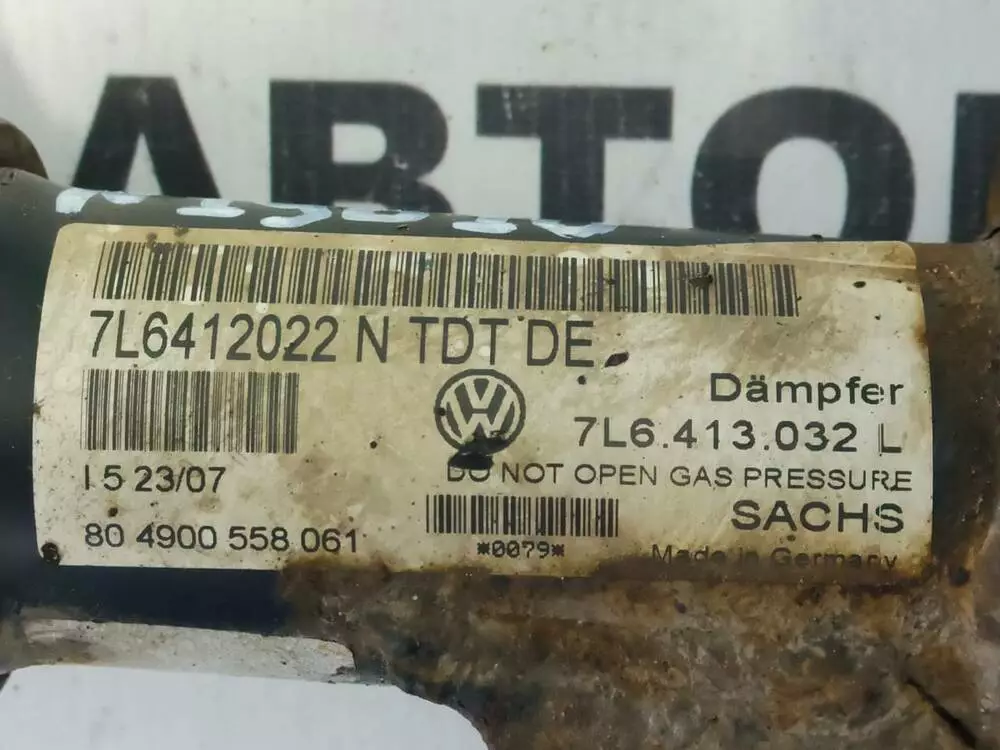 АВТО
7L6412022 N TDT DE
Dämpfer
7L6.413.032 L
I 5 23/07
DO NOT OPEN GAS PRESSURE
SACHS
80 4900 558 061
*0079*
Made in Germany